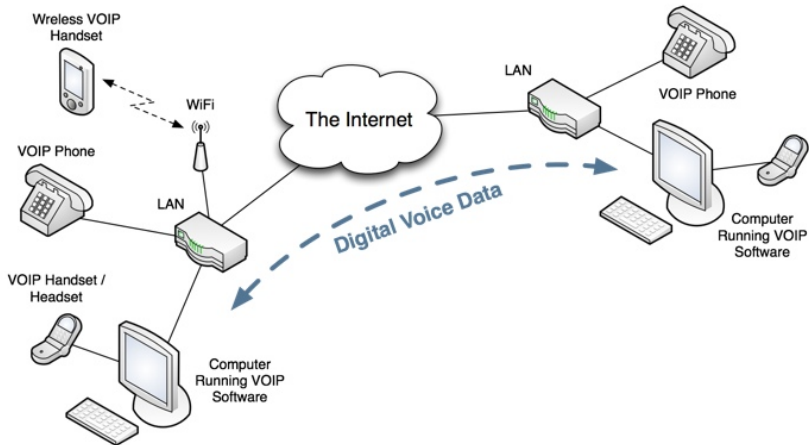 Wireless VOIP
Handset
WiFi
VOIP Phone
LAN
VOIP Handset /
Headset
Computer
Running VOIP
Software
The Internet
Digital Voice Data
LAN
VOIP Phone
Computer
Running VOIP
Software